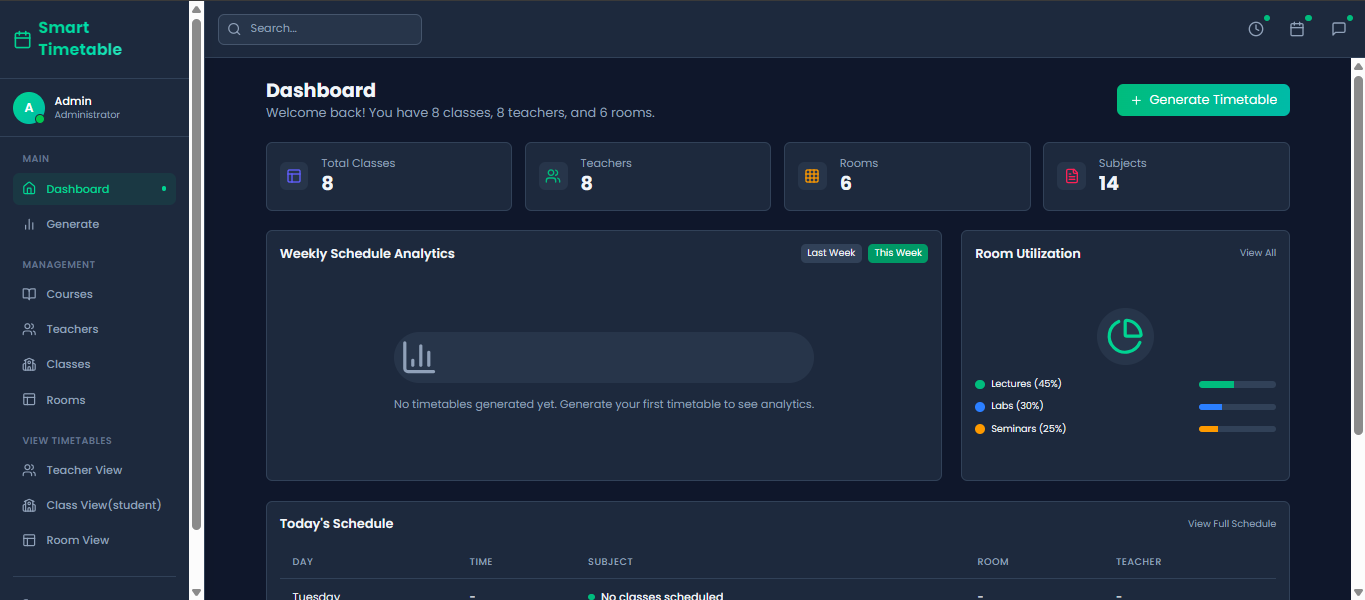 Smart
Timetable
Search...
A
Admin
Administrator
MAIN
Dashboard
Generate
MANAGEMENT
Courses
Teachers
Classes
Rooms
VIEW TIMETABLES
Teacher View
Class View(student)
Room View
Dashboard
Welcome back! You have 8 classes, 8 teachers, and 6 rooms.
+ Generate Timetable
Total Classes
8
Teachers
8
Rooms
6
Subjects
14
Weekly Schedule Analytics
Last Week
This Week
No timetables generated yet. Generate your first timetable to see analytics.
Room Utilization
View All
Lectures (45%)
Labs (30%)
Seminars (25%)
Today's Schedule
View Full Schedule
DAY TIME SUBJECT ROOM TEACHER
Tuesday - No classes scheduled - -